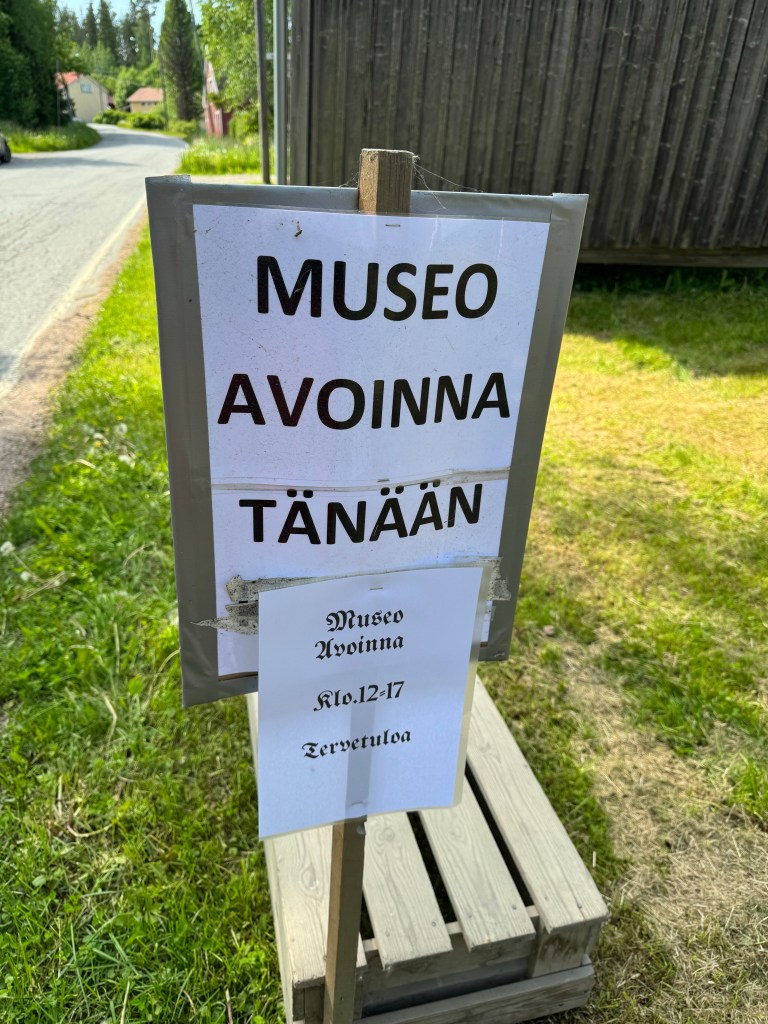 MUSEO
AVOINNA
TÄNÄÄN
Museo
Avoinna
Klo.12-17
Tervetuloa